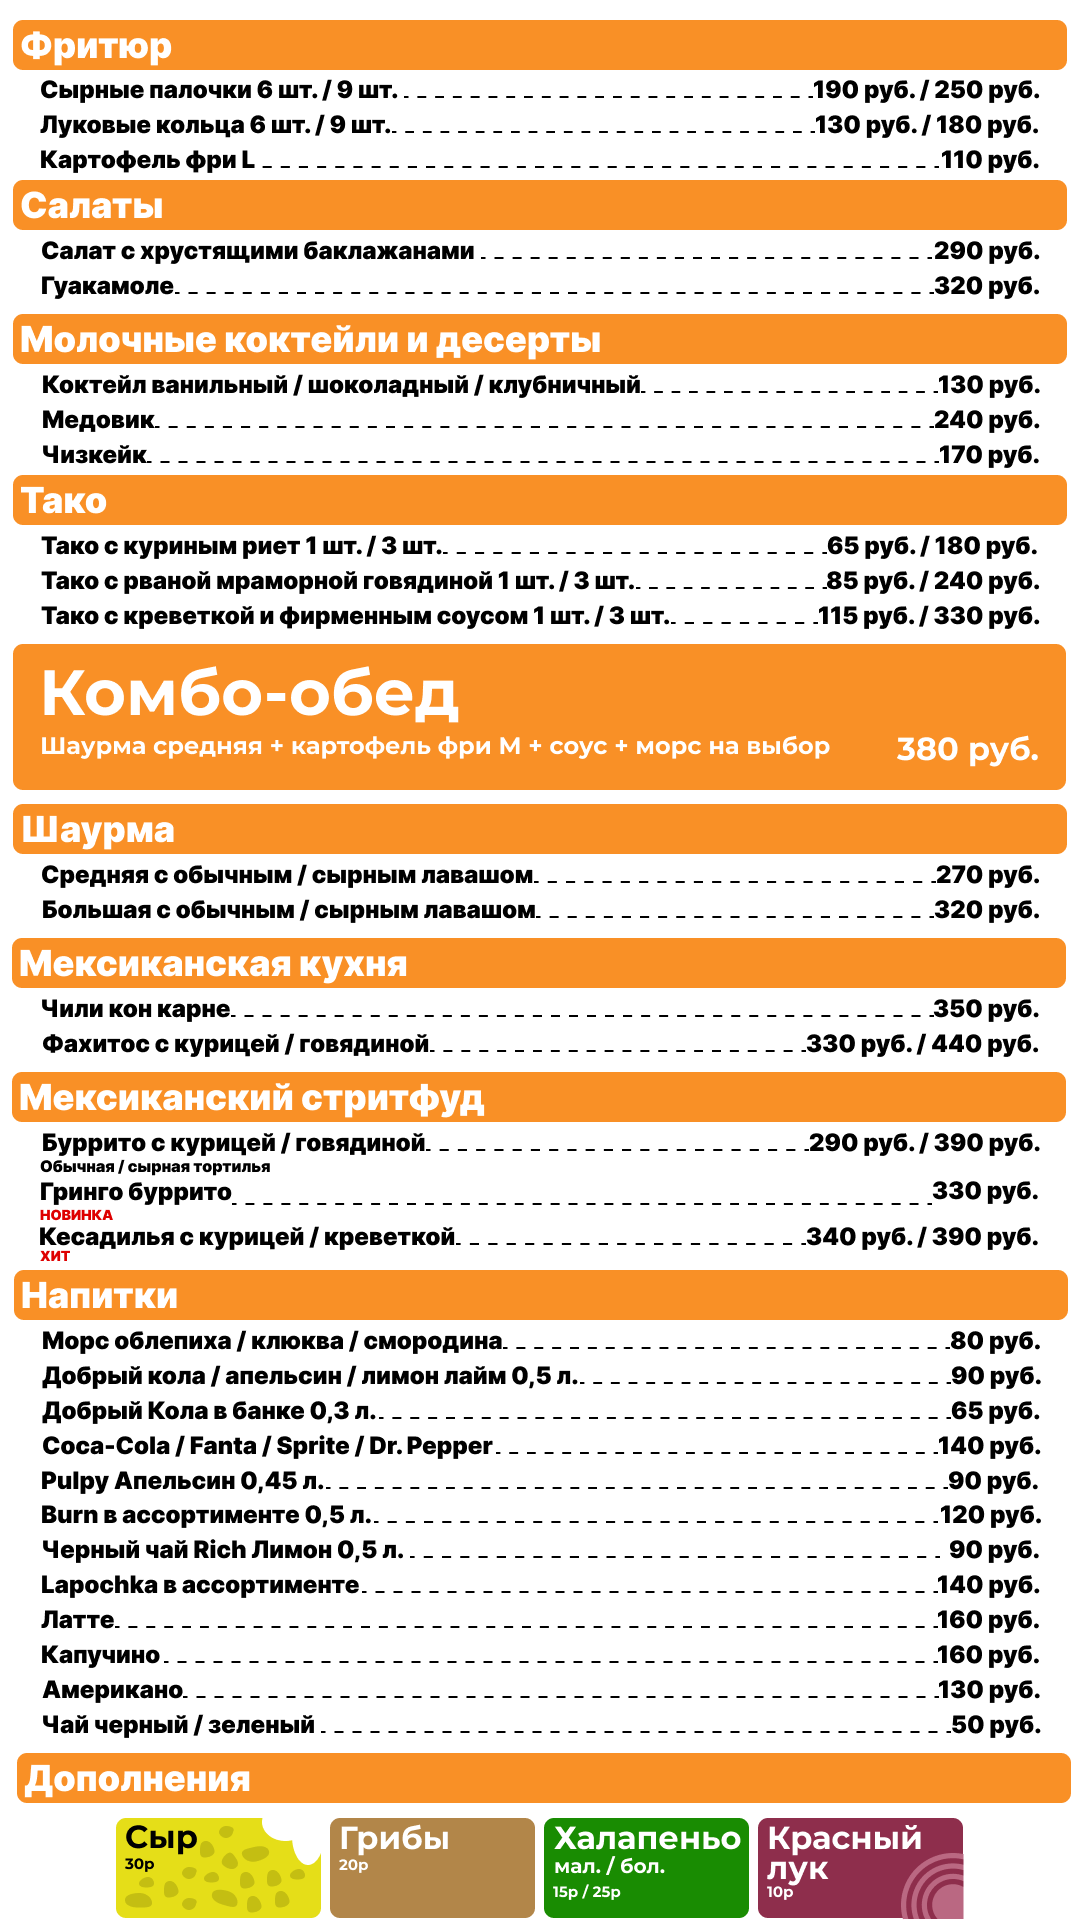 Фритюр
Сырные палочки 6 шт. / 9 шт. 190 руб. / 250 руб.
Луковые кольца 6 шт. / 9 шт. 130 руб. / 180 руб.
Картофель фри L 110 руб.
Салаты
Салат с хрустящими баклажанами 290 руб.
Гуакамоле 320 руб.
Молочные коктейли и десерты
Коктейл ванильный / шоколадный / клубничный 130 руб.
Медовик 240 руб.
Чизкейк 170 руб.
Тако
Тако с куриным риет 1 шт. / 3 шт. 65 руб. / 180 руб.
Тако с рваной мраморной говядиной 1 шт. / 3 шт. 85 руб. / 240 руб.
Тако с креветкой и фирменным соусом 1 шт. / 3 шт. 115 руб. / 330 руб.
Комбо-обед
Шаурма средняя + картофель фри М + соус + морс на выбор 380 руб.
Шаурма
Средняя с обычным / сырным лавашом 270 руб.
Большая с обычным / сырным лавашом 320 руб.
Мексиканская кухня
Чили кон карне 350 руб.
Фахитос с курицей / говядиной 330 руб. / 440 руб.
Мексиканский стритфуд
Буррито с курицей / говядиной 290 руб. / 390 руб.
Обычная / сырная тортилья
Гринго буррито 330 руб.
НОВИНКА
Кесадилья с курицей / креветкой 340 руб. / 390 руб.
ХИТ
Напитки
Морс облепиха / клюква / смородина 80 руб.
Добрый кола / апельсин / лимон лайм 0,5 л. 90 руб.
Добрый Кола в банке 0,3 л. 65 руб.
Coca-Cola / Fanta / Sprite / Dr. Pepper 140 руб.
Pulpy Апельсин 0,45 л. 90 руб.
Burn в ассортименте 0,5 л. 120 руб.
Черный чай Rich Лимон 0,5 л. 90 руб.
Lapochka в ассортименте 140 руб.
Латте 160 руб.
Капучино 160 руб.
Американо 130 руб.
Чай черный / зеленый 50 руб.
Дополнения
Сыр
30р
Грибы
20р
Халапеньо
мал. / бол.
15р / 25р
Красный
лук
10р